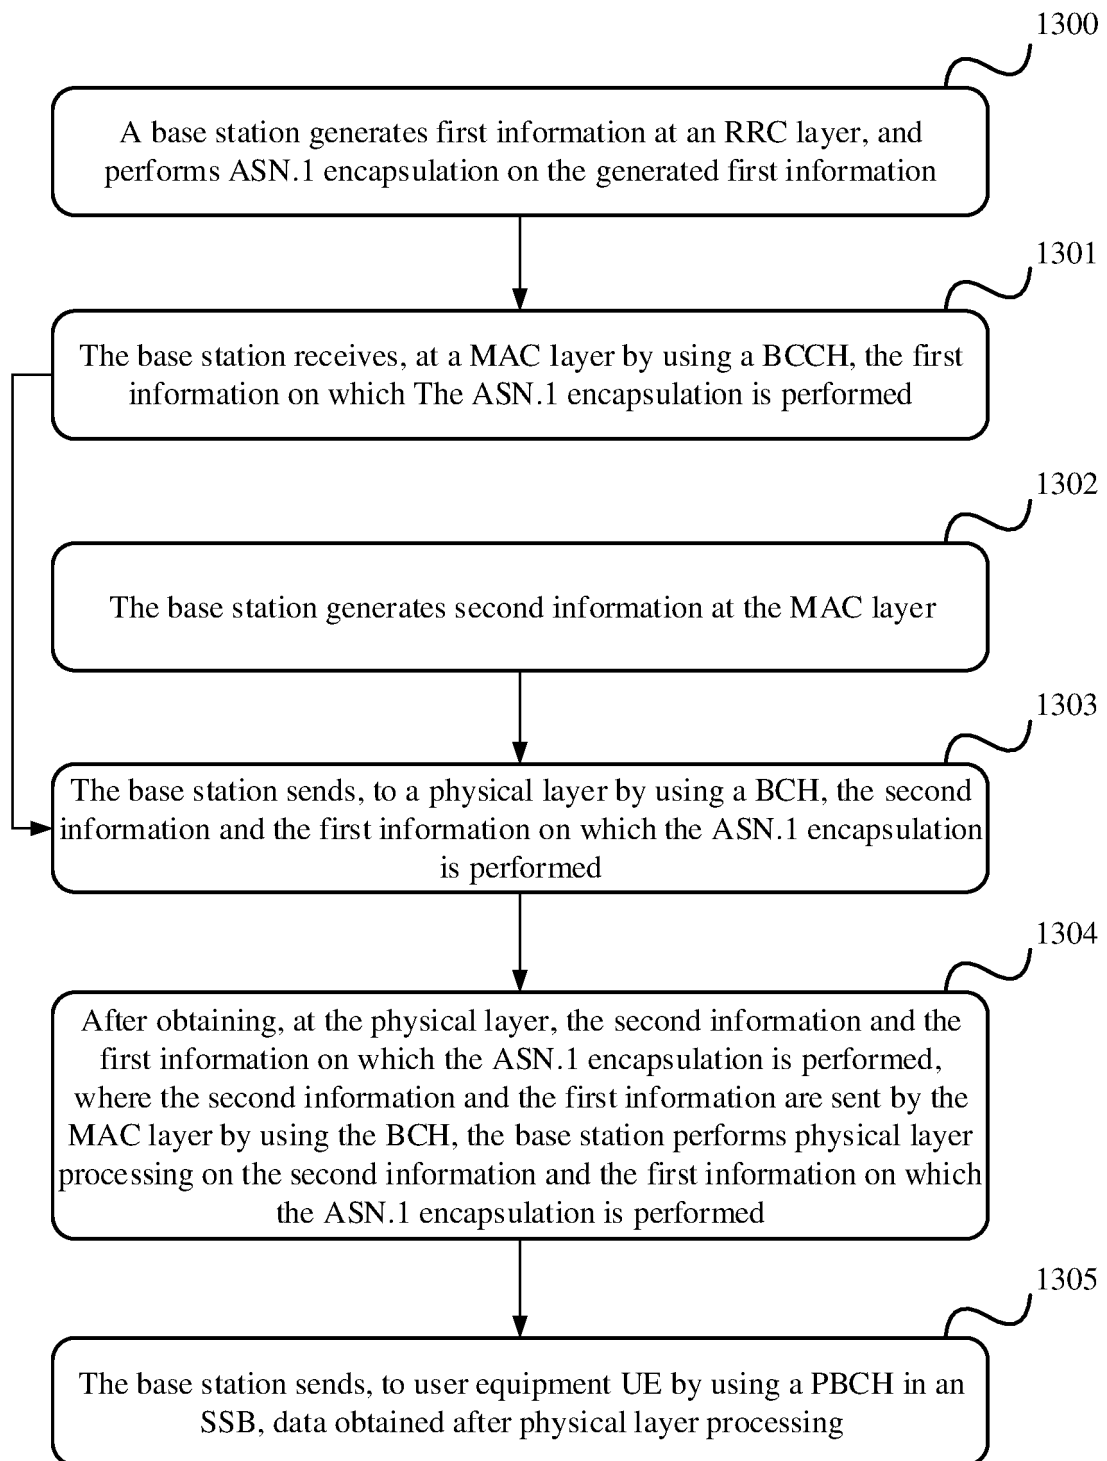 1300
A base station generates first information at an RRC layer, and
performs ASN.1 encapsulation on the generated first information
1301
The base station receives, at a MAC layer by using a BCCH, the first
information on which The ASN.1 encapsulation is performed
1302
The base station generates second information at the MAC layer
1303
The base station sends, to a physical layer by using a BCH, the second
information and the first information on which the ASN.1 encapsulation
is performed
1304
After obtaining, at the physical layer, the second information and the
first information on which the ASN.1 encapsulation is performed,
where the second information and the first information are sent by the
MAC layer by using the BCH, the base station performs physical layer
processing on the second information and the first information on which
the ASN.1 encapsulation is performed
1305
The base station sends, to user equipment UE by using a PBCH in an
SSB, data obtained after physical layer processing